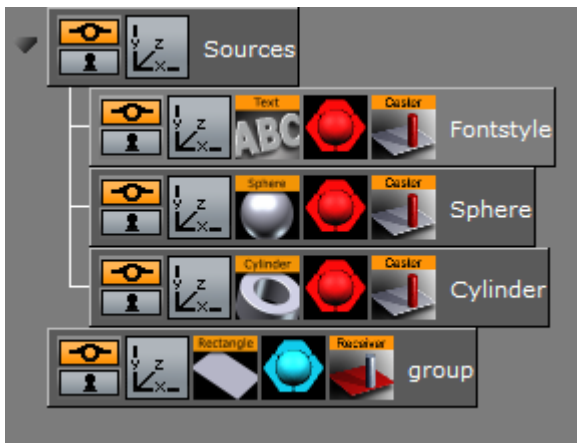 y z
x
Sources
Text
Caster
y z
x
ABC
Fontstyle
Sphere
Caster
y z
x
Sphere
Cylinder
Caster
y z
x
Cylinder
Rectangle
Receiver
y z
x
group